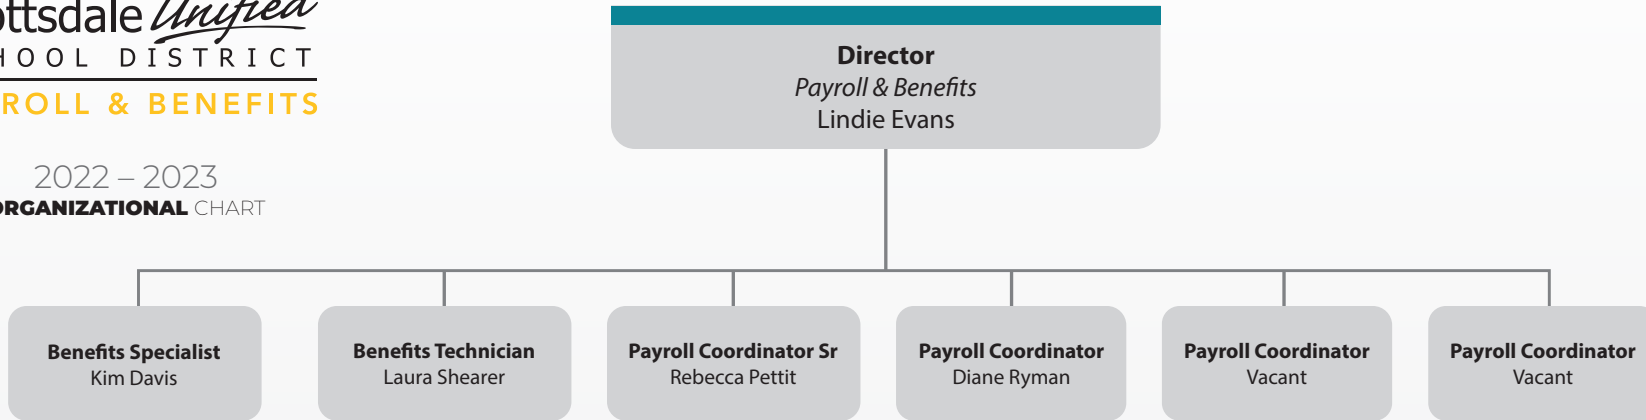 ottsdale Unified
HOOL DISTRICT
ROLL & BENEFITS
2022 – 2023
ORGANIZATIONAL CHART
Director
Payroll & Benefits
Lindie Evans
Benefits Specialist
Kim Davis
Benefits Technician
Laura Shearer
Payroll Coordinator Sr
Rebecca Pettit
Payroll Coordinator
Diane Ryman
Payroll Coordinator
Vacant
Payroll Coordinator
Vacant